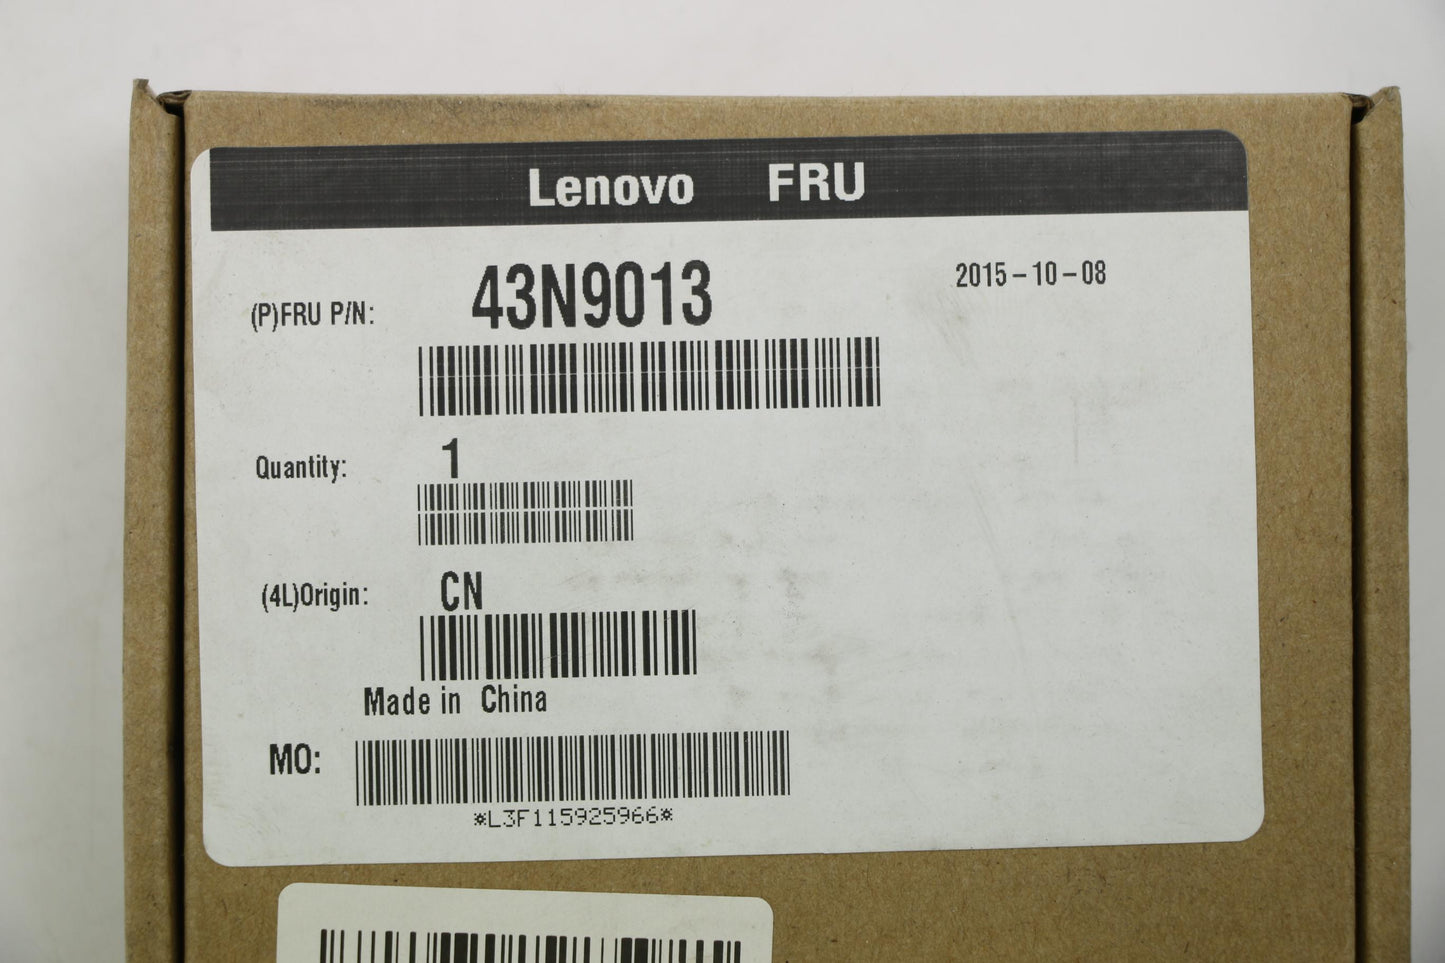 Lenovo FRU
(P)FRU P/N: 43N9013 2015-10-08
Quantity: 1
(4L)Origin: CN
Made in China
MO:
*L3F115925966*